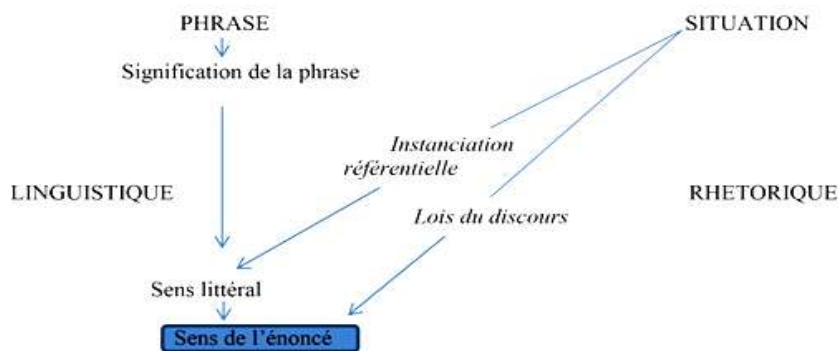 PHRASE
SITUATION
Signification de la phrase
Instanciation
référentielle
LINGUISTIQUE
RHETORIQUE
Lois du discours
Sens littéral
Sens de l'énoncé